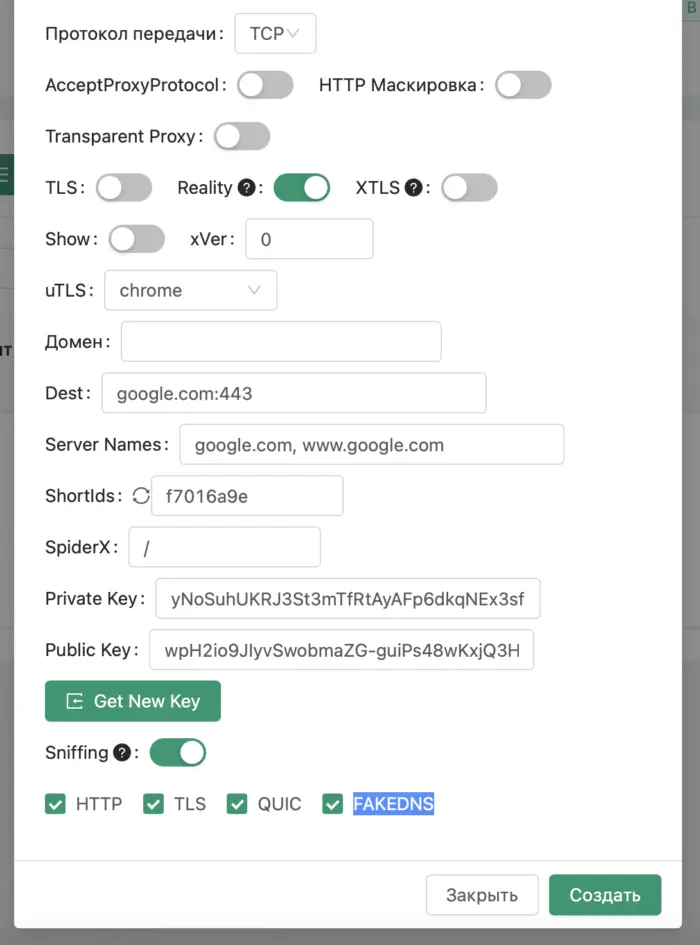 В
Протокол передачи: TCP
AcceptProxyProtocol: HTTP Маскировка:
Transparent Proxy:
TLS: Reality ?: XTLS ?:
Show: xVer: 0
uTLS: chrome
ит
Домен:
Dest: google.com:443
Server Names: google.com, www.google.com
ShortIds: f7016a9e
SpiderX: /
Private Key: yNoSuhUKRJ3St3mTfRtAyAFp6dkqNEx3sf
Public Key: wpH2io9JIyvSwobmaZG-guiPs48wKxjQ3H
Get New Key
Sniffing ?:
HTTP TLS QUIC FAKEDNS
Закрыть Создать